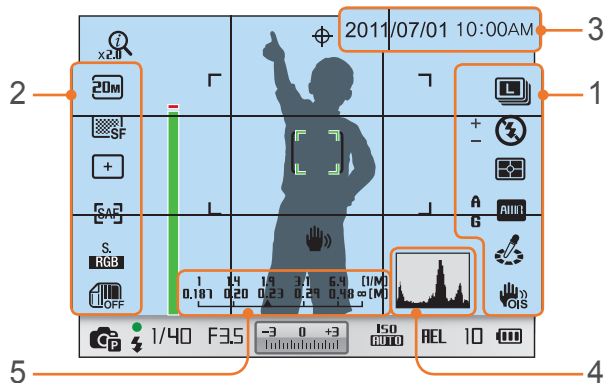 3
2011/07/01 10:00AM
x2.0
2
20M
1
L
SF
+
-
+
SAF
A
G
AWB
S.
RGB
OFF
OIS
1 1.4 1.9 3.1 6.4 [1/M]
0.187 0.20 0.23 0.29 0.48 ∞ [M]
P
1/40 F3.5
-3 0 +3
ISO
AUTO
AEL 10
5
4